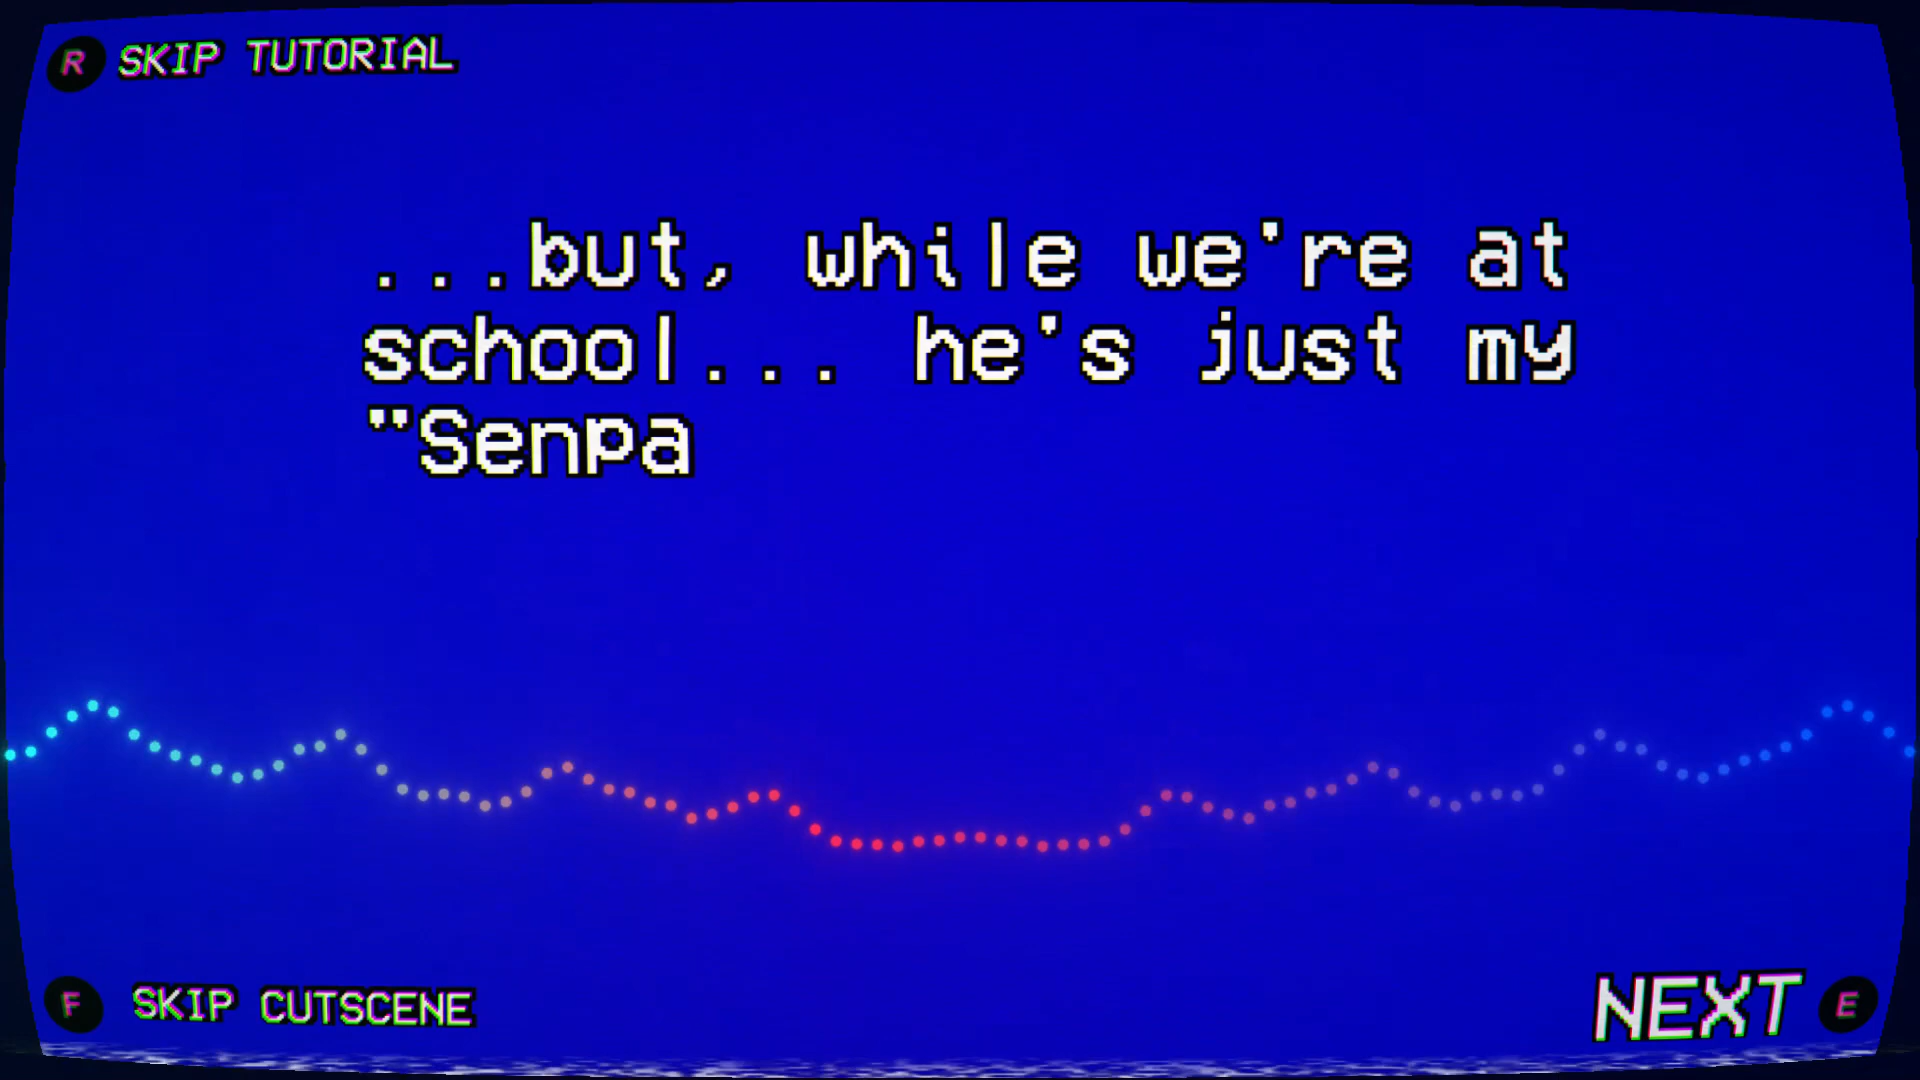 R SKIP TUTORIAL
...but, while we're at
school... he's just my
"Senpa
F SKIP CUTSCENE
NEXT E